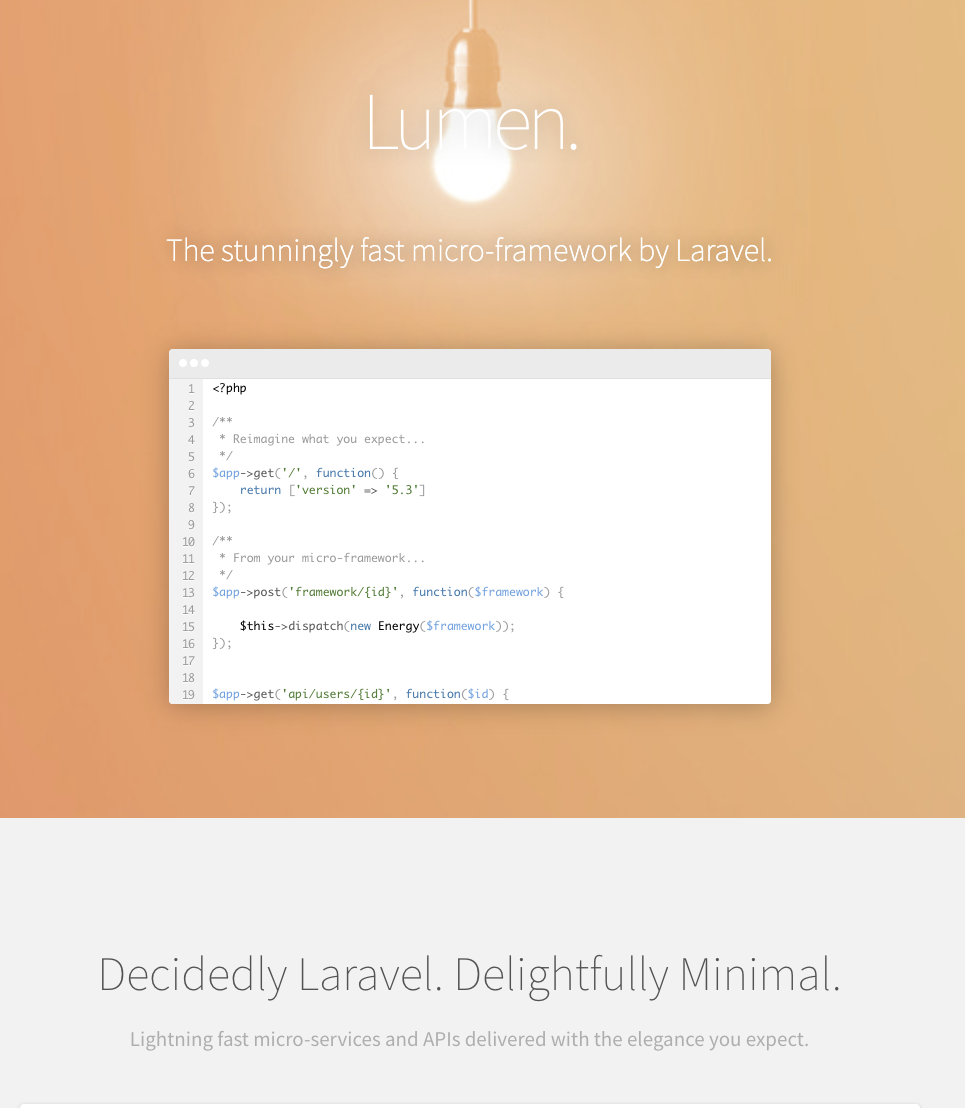 Lumen.
The stunningly fast micro-framework by Laravel.
1 <?php
2
3 /**
4  * Reimagine what you expect...
5  */
6 $app->get('/', function() {
7     return ['version' => '5.3']
8 });
9
10 /**
11  * From your micro-framework...
12  */
13 $app->post('framework/{id}', function($framework) {
14
15     $this->dispatch(new Energy($framework));
16 });
17
18
19 $app->get('api/users/{id}', function($id) {
Decidedly Laravel. Delightfully Minimal.
Lightning fast micro-services and APIs delivered with the elegance you expect.